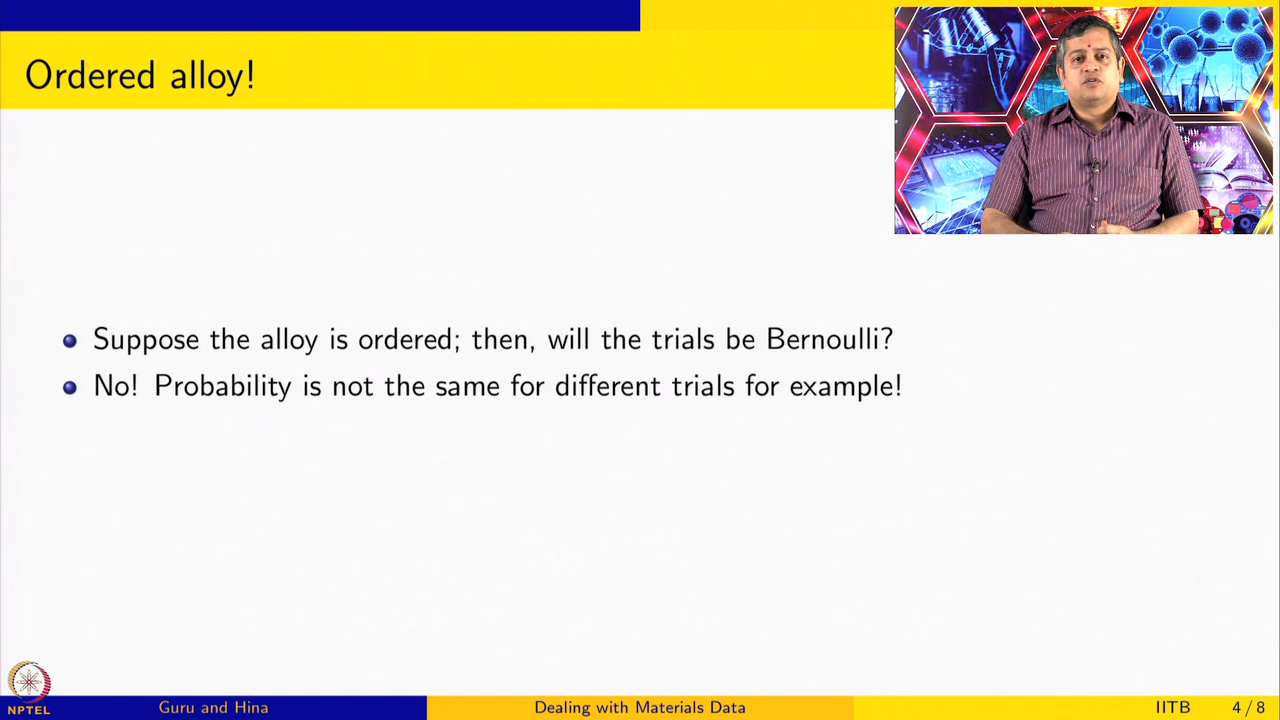 Ordered alloy!
Suppose the alloy is ordered; then, will the trials be Bernoulli?
No! Probability is not the same for different trials for example!
NPTEL
Guru and Hina
Dealing with Materials Data
IITB
4 / 8